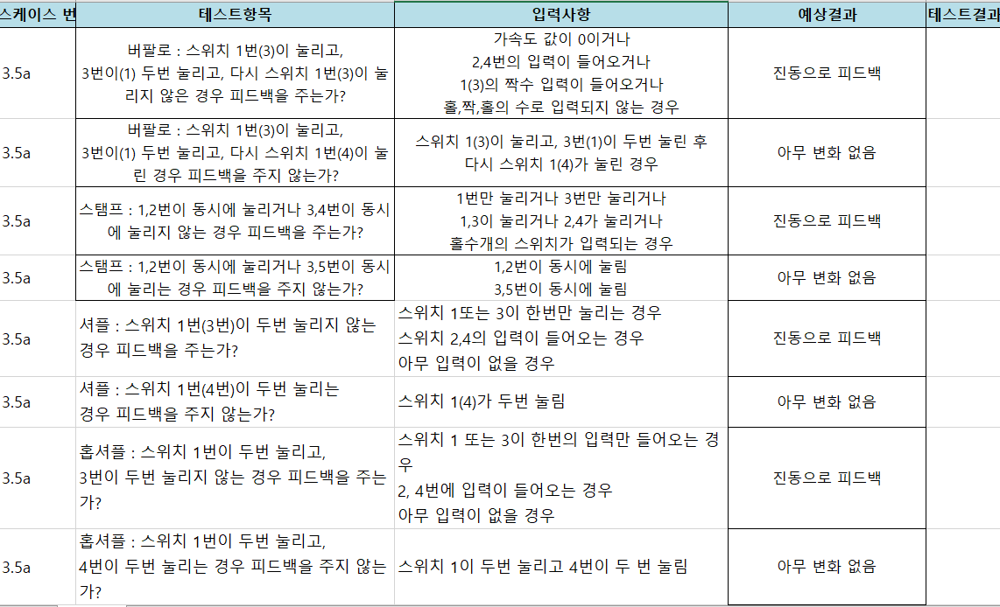 스케이스 번 테스트항목 입력사항 예상결과 테스트결과
3.5a
버팔로 : 스위치 1번(3)이 눌리고,
3번이(1) 두번 눌리고, 다시 스위치 1번(3)이 눌
리지 않은 경우 피드백을 주는가?
가속도 값이 0이거나
2,4번의 입력이 들어오거나
1(3)의 짝수 입력이 들어오거나
홀,짝,홀의 수로 입력되지 않는 경우
진동으로 피드백
3.5a
버팔로 : 스위치 1번(3)이 눌리고,
3번이(1) 두번 눌리고, 다시 스위치 1번(4)이 눌
린 경우 피드백을 주지 않는가?
스위치 1(3)이 눌리고, 3번(1)이 두번 눌린 후
다시 스위치 1(4)가 눌린 경우
아무 변화 없음
3.5a
스탬프 : 1,2번이 동시에 눌리거나 3,4번이 동시
에 눌리지 않는 경우 피드백을 주는가?
1번만 눌리거나 3번만 눌리거나
1,3이 눌리거나 2,4가 눌리거나
홀수개의 스위치가 입력되는 경우
진동으로 피드백
3.5a
스탬프 : 1,2번이 동시에 눌리거나 3,5번이 동시
에 눌리는 경우 피드백을 주지 않는가?
1,2번이 동시에 눌림
3,5번이 동시에 눌림
아무 변화 없음
3.5a
셔플 : 스위치 1번(3번)이 두번 눌리지 않는
경우 피드백을 주는가?
스위치 1또는 3이 한번만 눌리는 경우
스위치 2,4의 입력이 들어오는 경우
아무 입력이 없을 경우
진동으로 피드백
3.5a
셔플 : 스위치 1번(4번)이 두번 눌리는
경우 피드백을 주지 않는가?
스위치 1(4)가 두번 눌림
아무 변화 없음
3.5a
홉셔플 : 스위치 1번이 두번 눌리고,
3번이 두번 눌리지 않는 경우 피드백을 주는
가?
스위치 1 또는 3이 한번의 입력만 들어오는 경
우
2, 4번에 입력이 들어오는 경우
아무 입력이 없을 경우
진동으로 피드백
3.5a
홉셔플 : 스위치 1번이 두번 눌리고,
4번이 두번 눌리는 경우 피드백을 주지 않는
가?
스위치 1이 두번 눌리고 4번이 두 번 눌림
아무 변화 없음